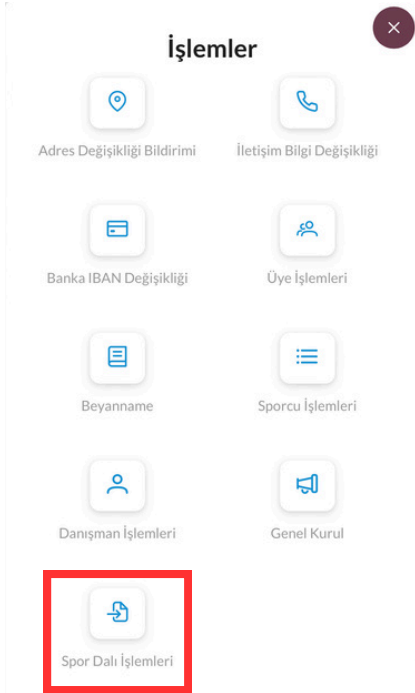 İşlemler
Adres Değişikliği Bildirimi
İletişim Bilgi Değişikliği
Banka IBAN Değişikliği
Üye İşlemleri
Beyanname
Sporcu İşlemleri
Danışman İşlemleri
Genel Kurul
Spor Dalı İşlemleri